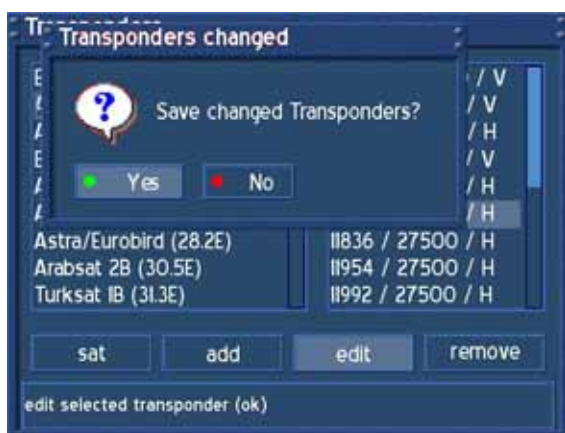 Transponders changed
Save changed Transponders?
Yes No
/ V
/ V
/ H
/ V
/ H
/ H
Astra/Eurobird (28.2E) 11836 / 27500 / H
Arabsat 2B (30.5E) 11954 / 27500 / H
Turksat 1B (31.3E) 11992 / 27500 / H
sat add edit remove
edit selected transponder (ok)